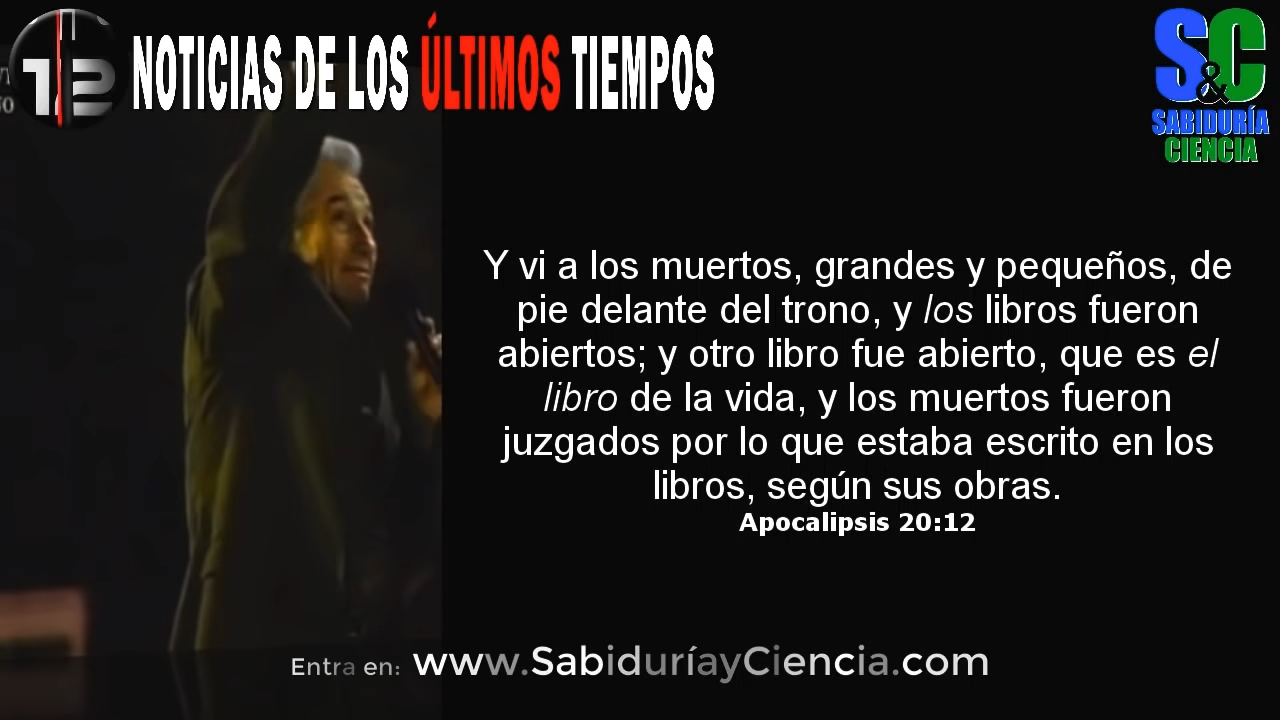 12 NOTICIAS DE LOS ÚLTIMOS TIEMPOS
S&C
SABIDURÍA
CIENCIA
Y vi a los muertos, grandes y pequeños, de
pie delante del trono, y los libros fueron
abiertos; y otro libro fue abierto, que es el
libro de la vida, y los muertos fueron
juzgados por lo que estaba escrito en los
libros, según sus obras.
Apocalipsis 20:12
Entra en: www.SabiduríayCiencia.com